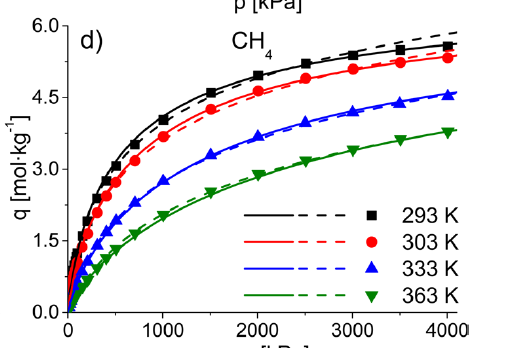 p [kPa]
d)
CH₄
6.0
4.5
3.0
1.5
0.0
q [mol·kg⁻¹]
293 K
303 K
333 K
363 K
0
1000
2000
3000
4000